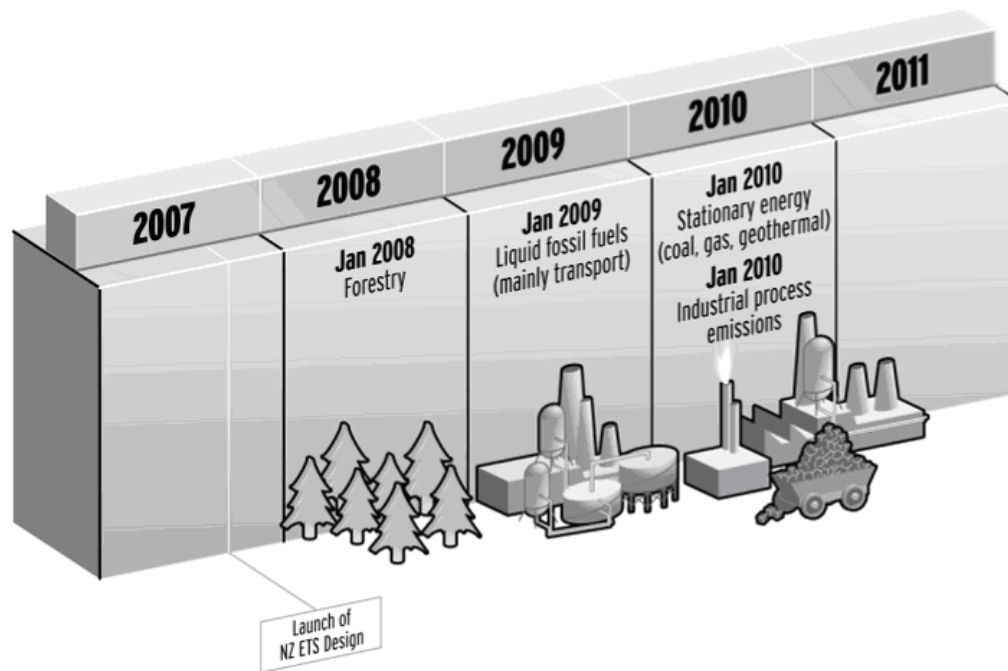 2007
2008
2009
2010
2011
Jan 2008
Forestry
Jan 2009
Liquid fossil fuels
(mainly transport)
Jan 2010
Stationary energy
(coal, gas, geothermal)
Jan 2010
Industrial process
emissions
Launch of
NZ ETS Design